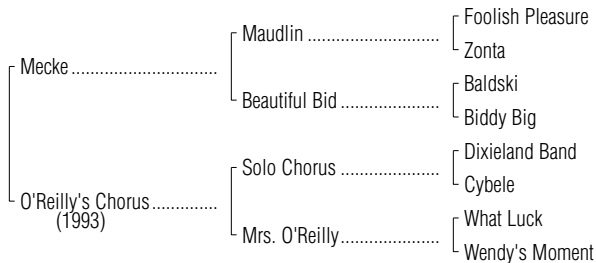 Foolish Pleasure
Maudlin ..........................
Zonta
Mecke .............................
Baldski
Beautiful Bid ...................
Biddy Big
Dixieland Band
Solo Chorus ...................
Cybele
O'Reilly's Chorus .............
(1993)
What Luck
Mrs. O'Reilly...................
Wendy's Moment